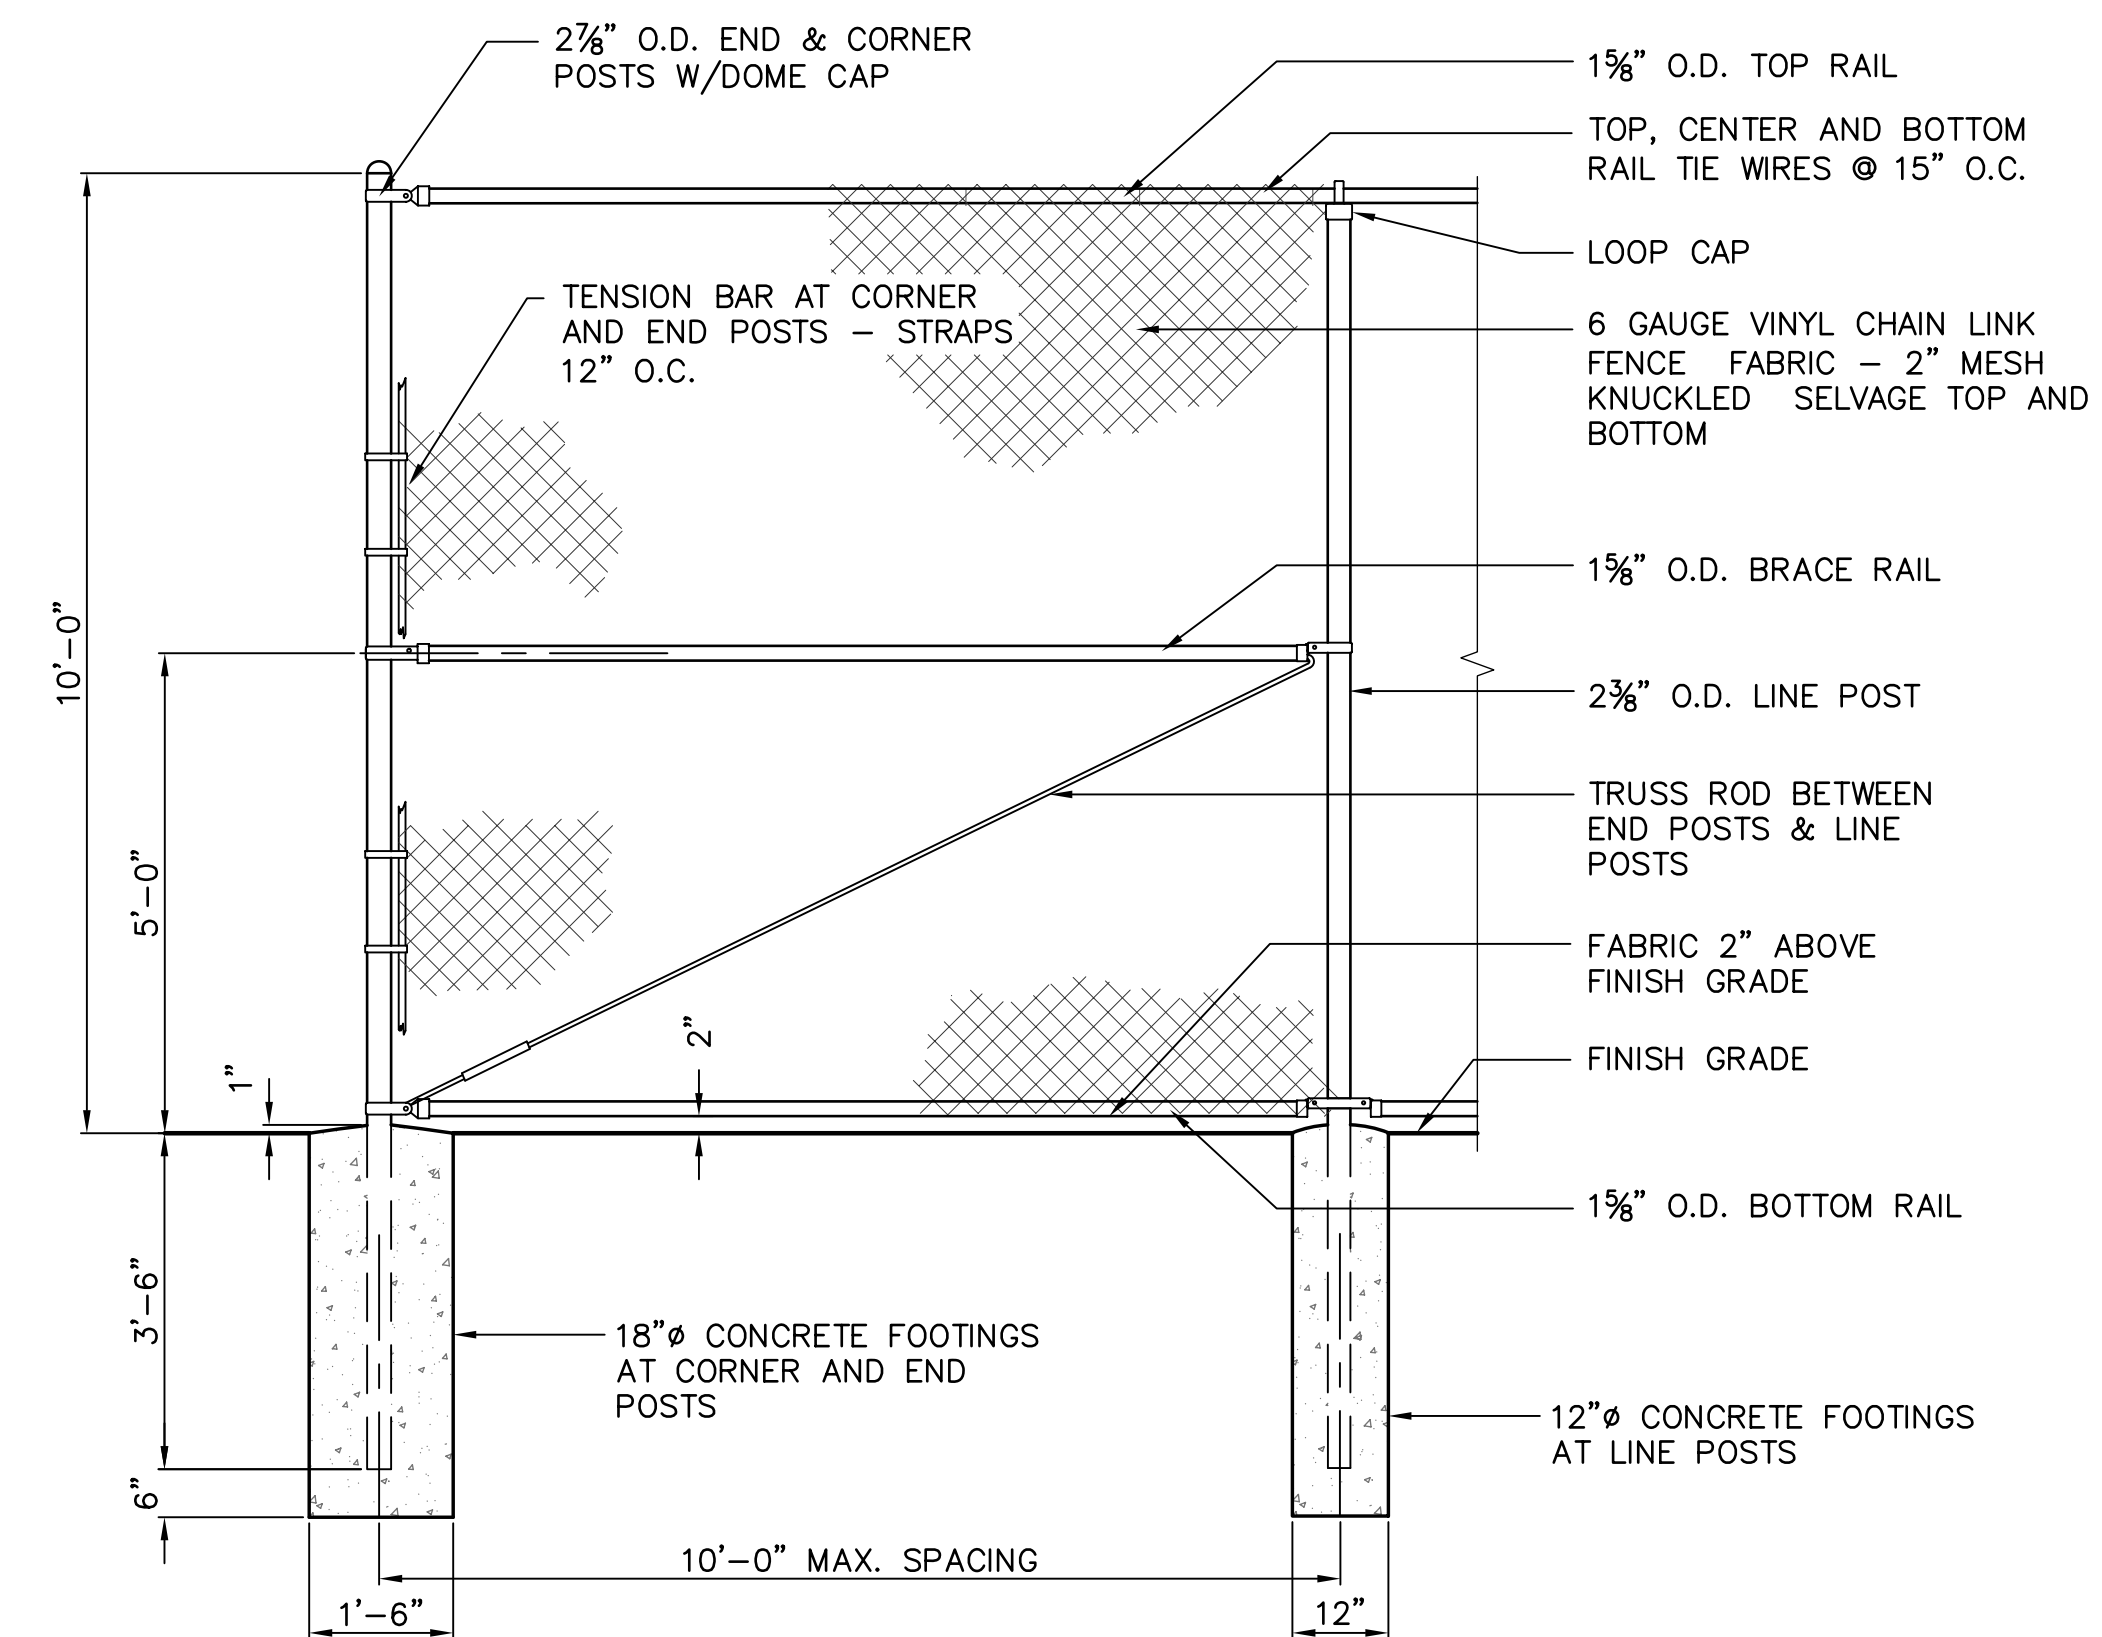 2⅞” O.D. END & CORNER
POSTS W/DOME CAP
1⅝” O.D. TOP RAIL
TOP, CENTER AND BOTTOM
RAIL TIE WIRES @ 15” O.C.
LOOP CAP
TENSION BAR AT CORNER
AND END POSTS – STRAPS
12” O.C.
6 GAUGE VINYL CHAIN LINK
FENCE FABRIC – 2” MESH
KNUCKLED SELVAGE TOP AND
BOTTOM
1⅝” O.D. BRACE RAIL
10’–0”
2⅜” O.D. LINE POST
TRUSS ROD BETWEEN
END POSTS & LINE
POSTS
5’–0”
FABRIC 2” ABOVE
FINISH GRADE
2”
1”
FINISH GRADE
1⅝” O.D. BOTTOM RAIL
3’–6”
18”ø CONCRETE FOOTINGS
AT CORNER AND END
POSTS
12”ø CONCRETE FOOTINGS
AT LINE POSTS
6”
10’–0” MAX. SPACING
1’–6”
12”